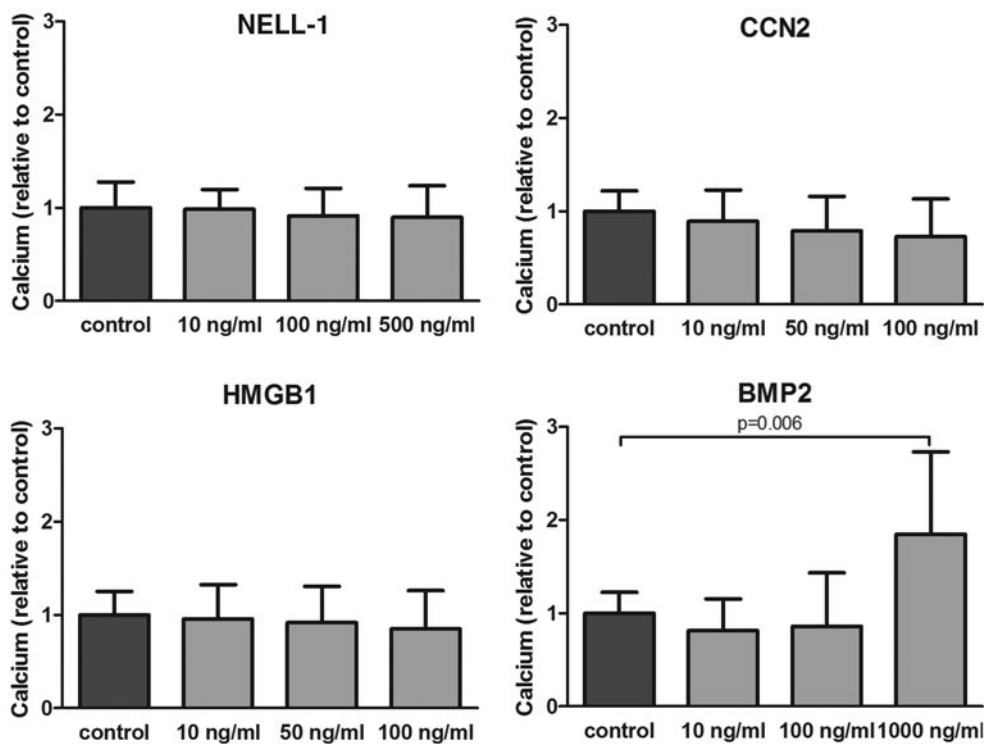 NELL-1
Calcium (relative to control)
3
2
1
0
control 10 ng/ml 100 ng/ml 500 ng/ml
CCN2
Calcium (relative to control)
3
2
1
0
control 10 ng/ml 50 ng/ml 100 ng/ml
HMGB1
Calcium (relative to control)
3
2
1
0
control 10 ng/ml 50 ng/ml 100 ng/ml
BMP2
p=0.006
Calcium (relative to control)
3
2
1
0
control 10 ng/ml 100 ng/ml 1000 ng/ml